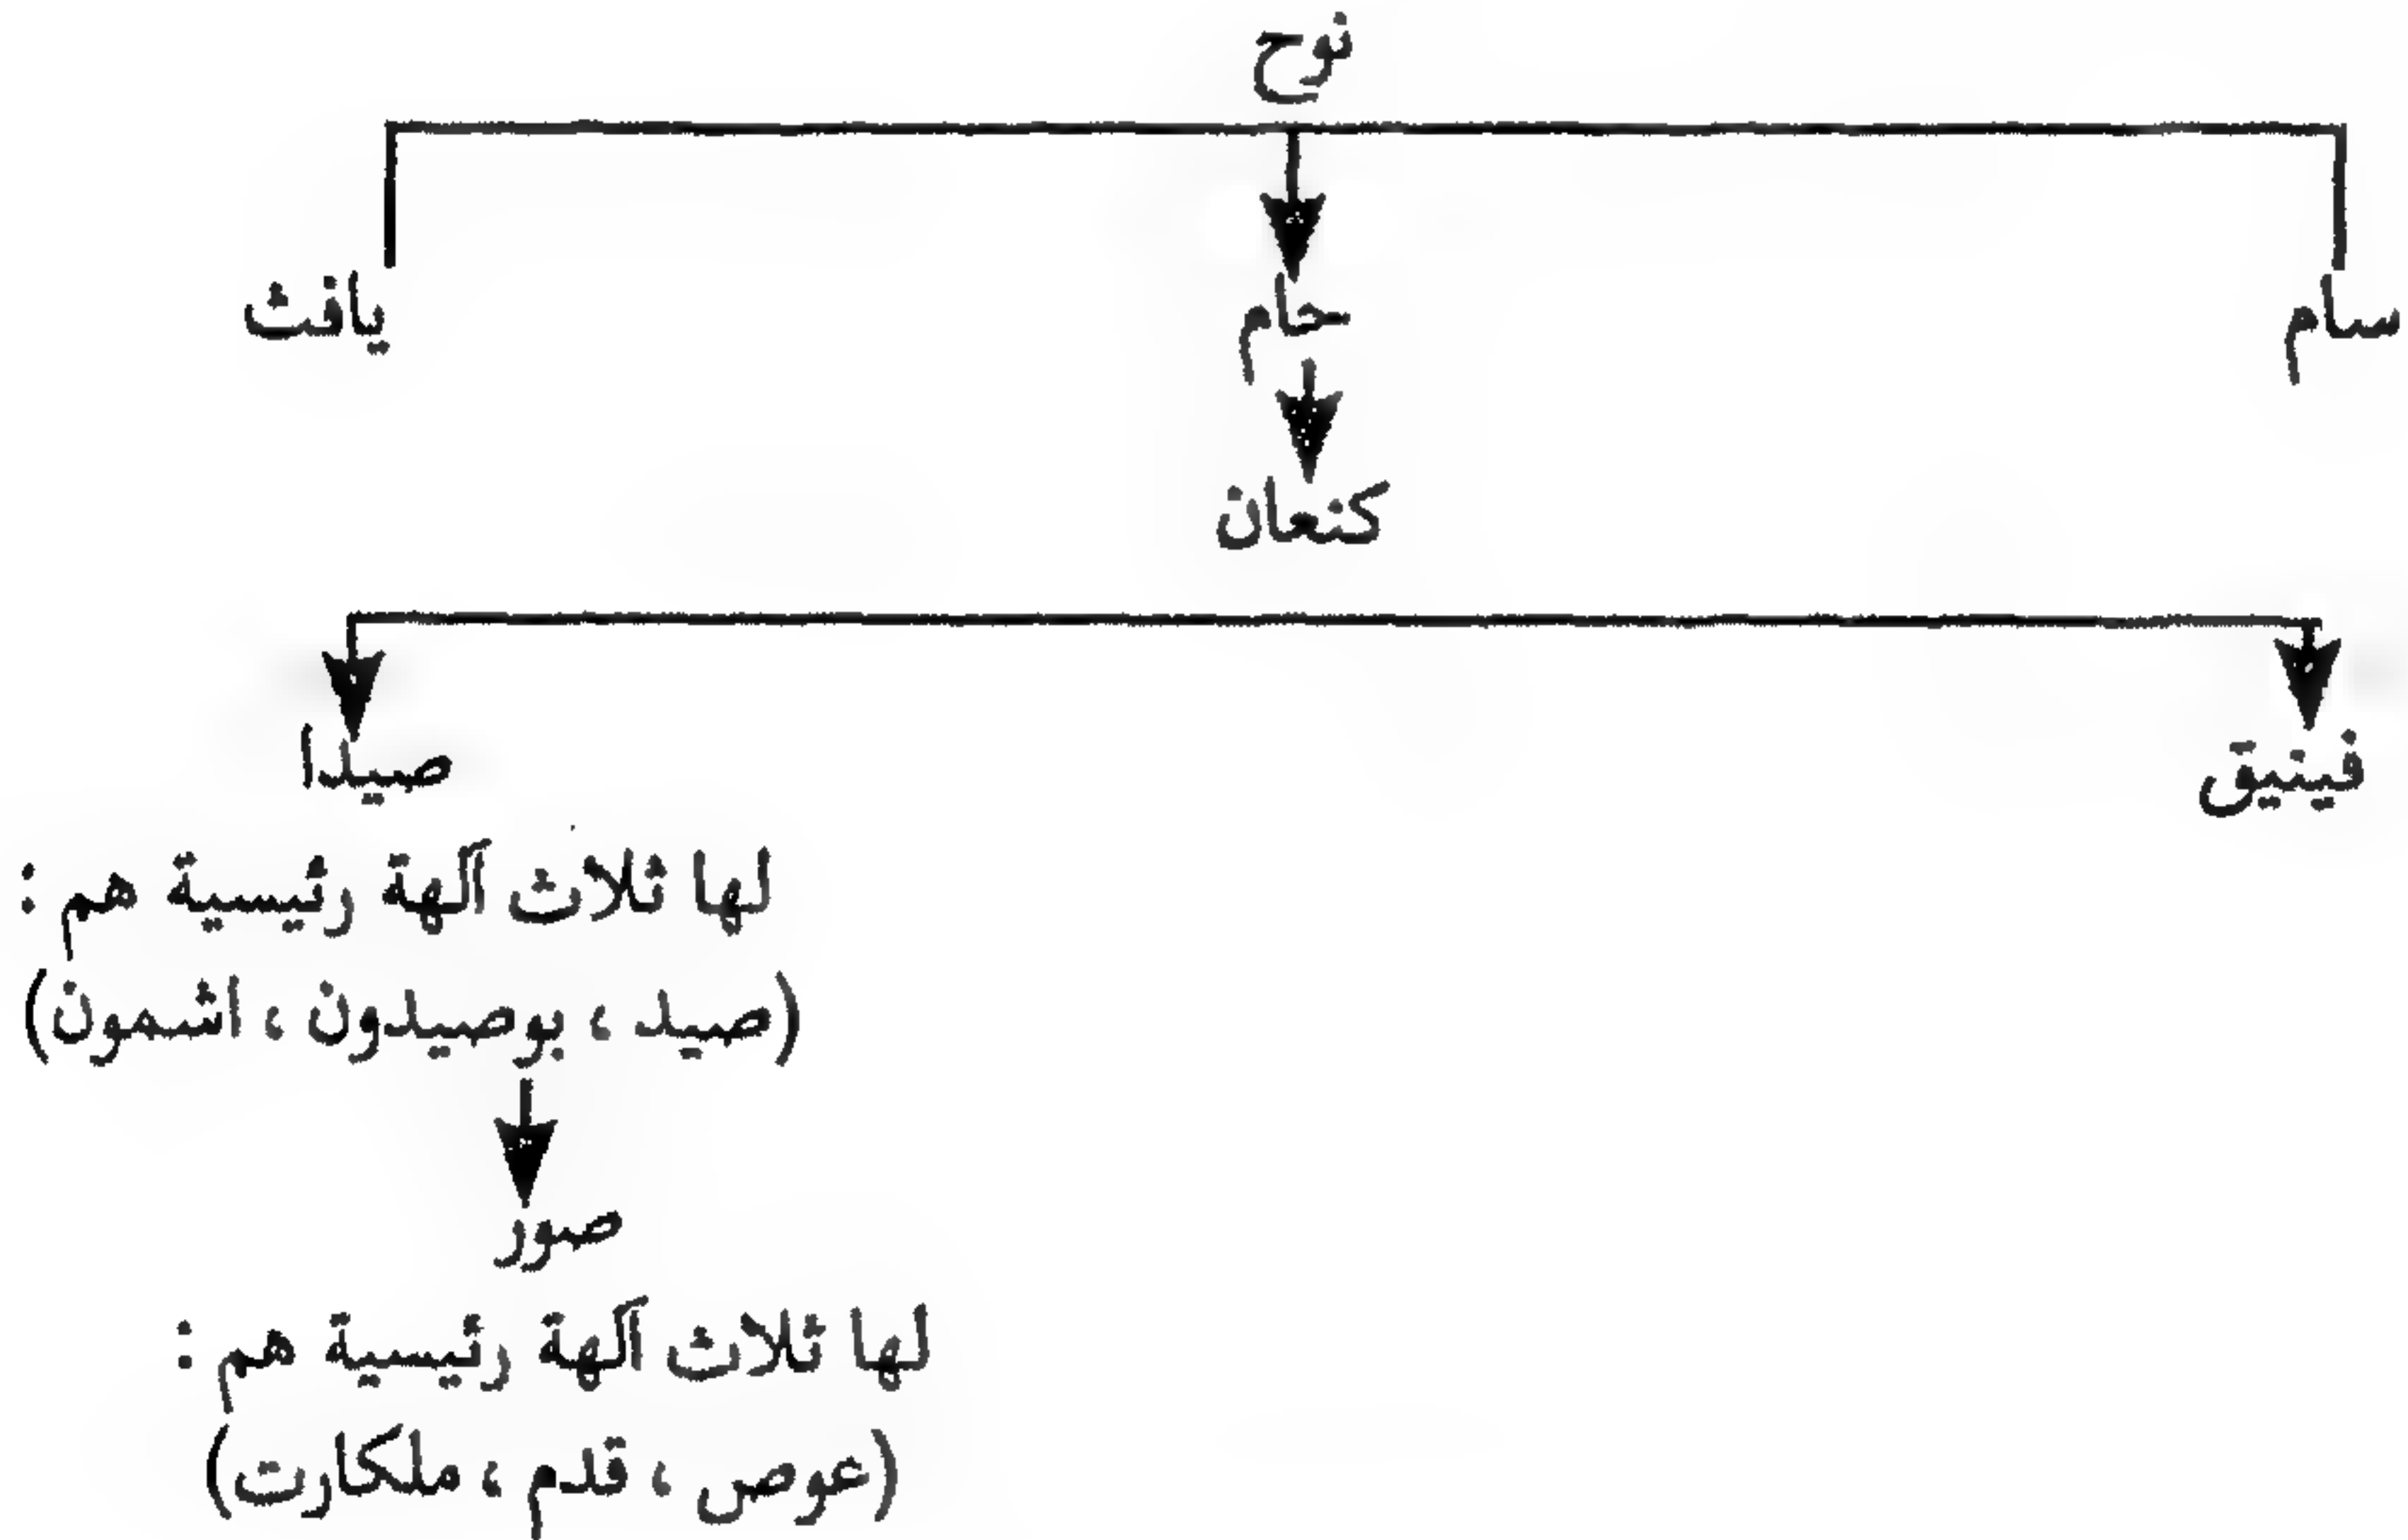 نوح
سام
حام
يافث
كنعان
فينيق
صيدا
لها ثلاث آلهة رئيسية هم :
(صيد ، بوصيدون ، اشمون)
صور
لها ثلاث آلهة رئيسية هم :
(عوص ، قدم ، ملكارت)